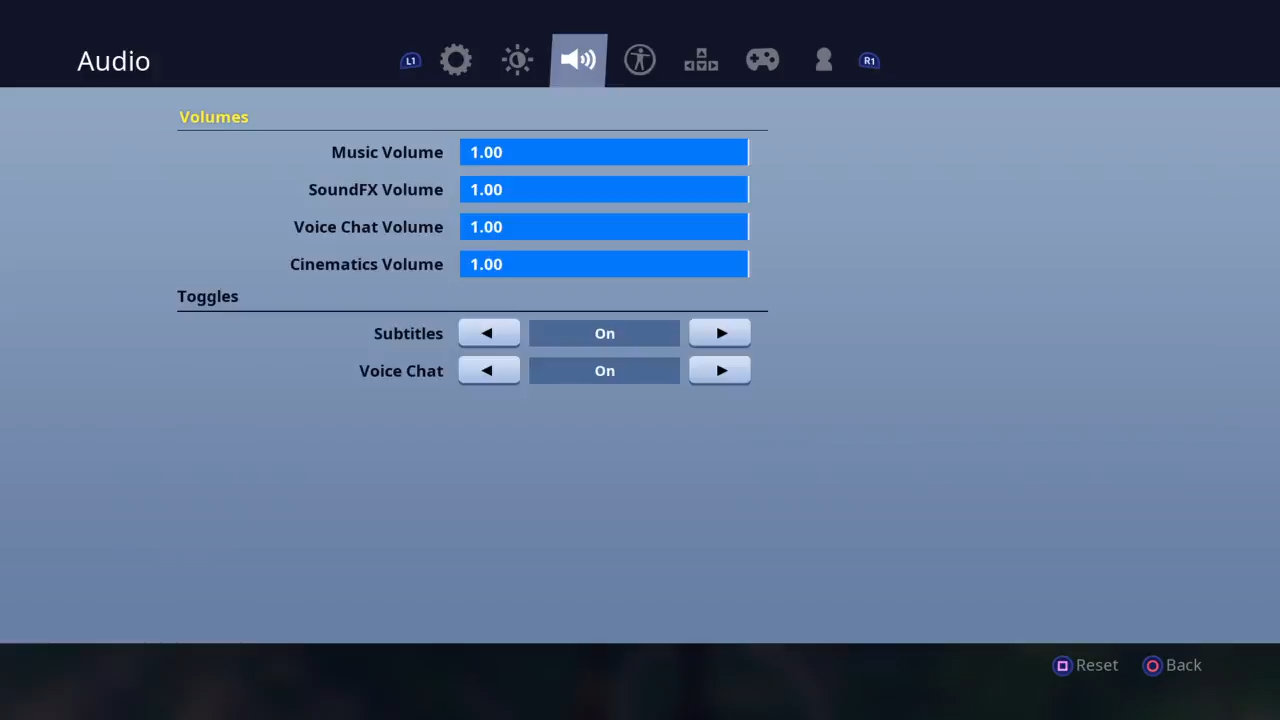 Audio
L1
R1
Volumes
Music Volume 1.00
SoundFX Volume 1.00
Voice Chat Volume 1.00
Cinematics Volume 1.00
Toggles
Subtitles On
Voice Chat On
Reset Back